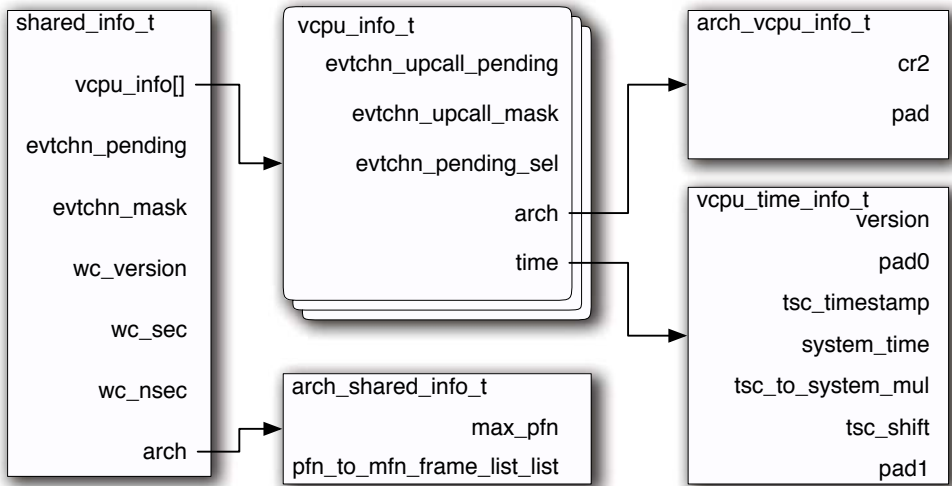 shared_info_t
vcpu_info[]
evtchn_pending
evtchn_mask
wc_version
wc_sec
wc_nsec
arch
vcpu_info_t
evtchn_upcall_pending
evtchn_upcall_mask
evtchn_pending_sel
arch
time
arch_shared_info_t
max_pfn
pfn_to_mfn_frame_list_list
arch_vcpu_info_t
cr2
pad
vcpu_time_info_t
version
pad0
tsc_timestamp
system_time
tsc_to_system_mul
tsc_shift
pad1